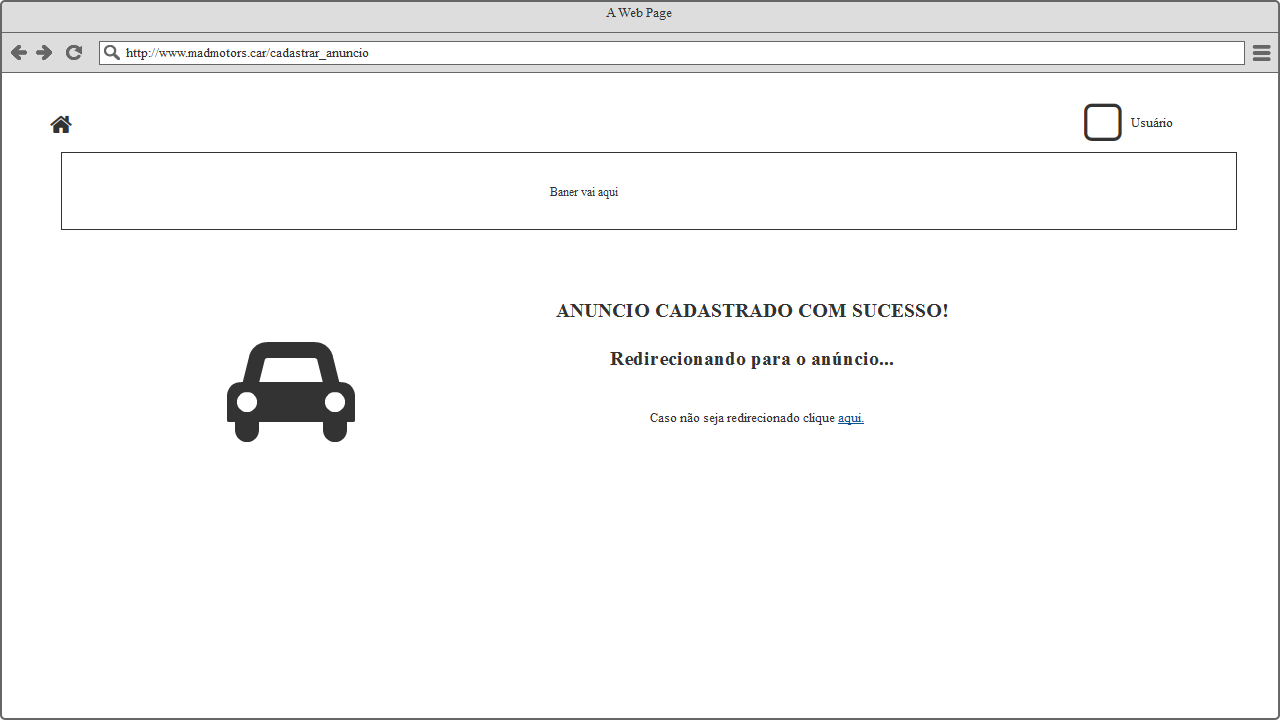 A Web Page
http://www.madmotors.car/cadastrar_anuncio
Usuário
Baner vai aqui
ANUNCIO CADASTRADO COM SUCESSO!
Redirecionando para o anúncio...
Caso não seja redirecionado clique aqui.